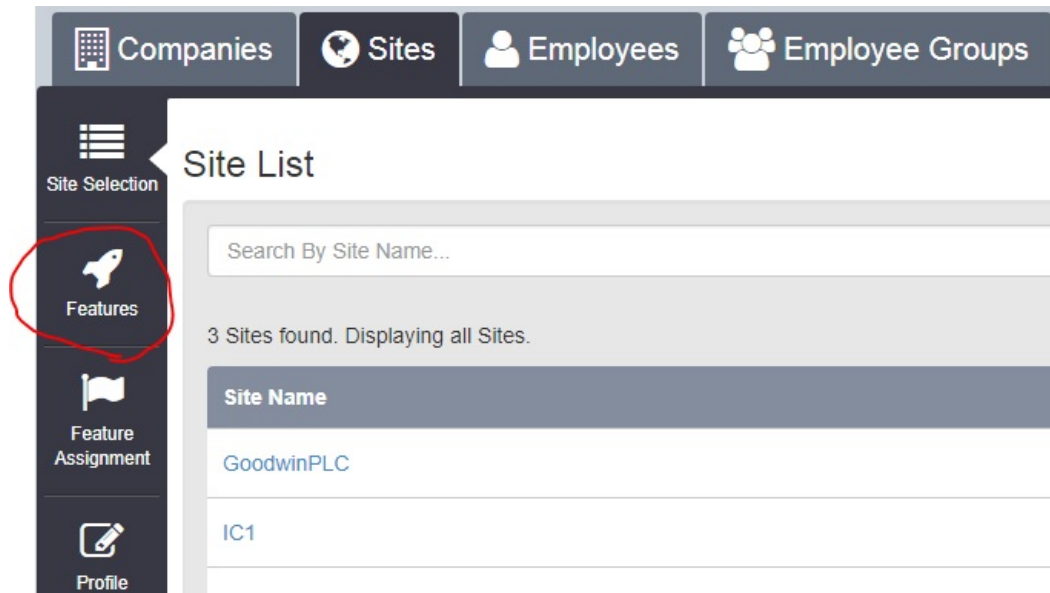 Companies
Sites
Employees
Employee Groups
Site Selection
Features
Feature
Assignment
Profile
Site List
Search By Site Name...
3 Sites found. Displaying all Sites.
Site Name
GoodwinPLC
IC1